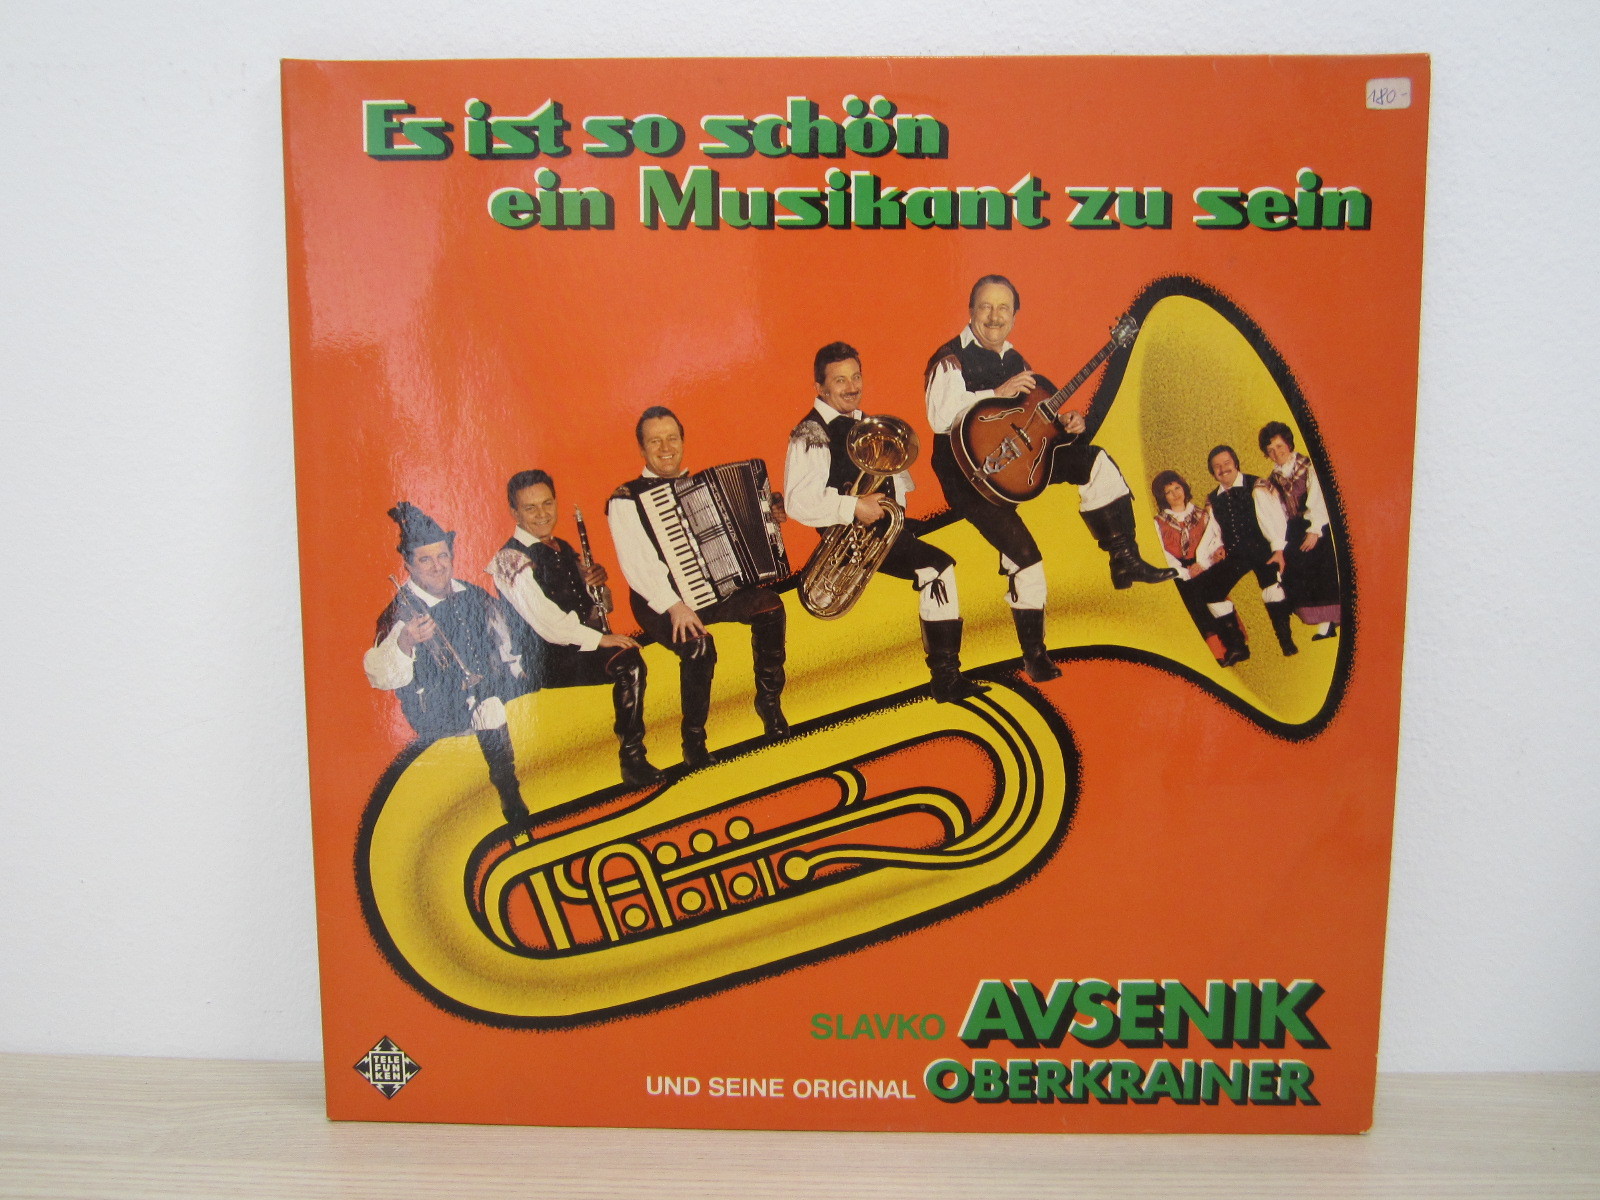 180-
Es ist so schön
ein Musikant zu sein
SLAVKO AVSENIK
UND SEINE ORIGINAL OBERKRAINER
TELE
FUN
KEN